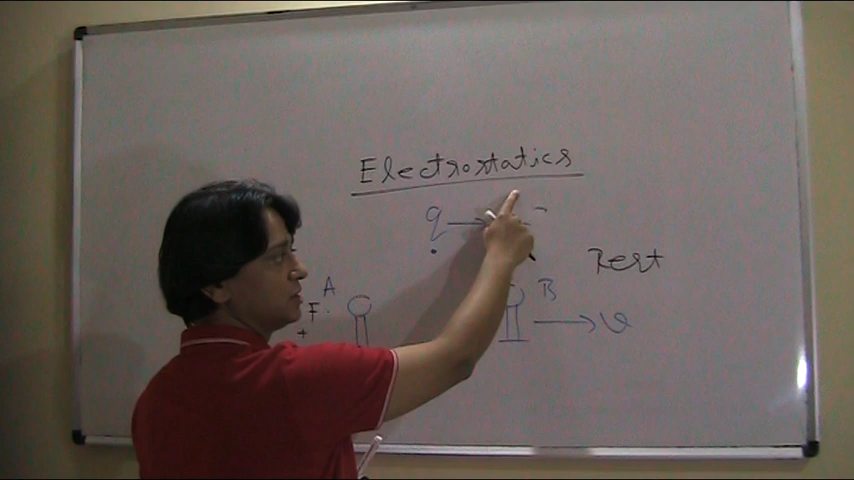 Electrostatics
q → -
Rest
A B
F
+ → v